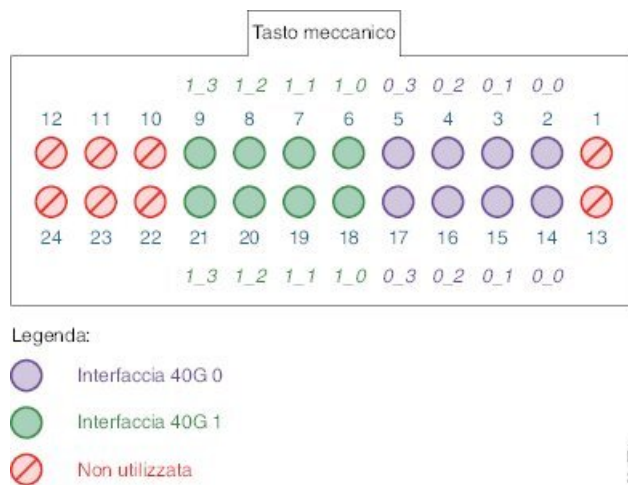 Tasto meccanico
1_3 1_2 1_1 1_0 0_3 0_2 0_1 0_0
12 11 10 9 8 7 6 5 4 3 2 1
24 23 22 21 20 19 18 17 16 15 14 13
1_3 1_2 1_1 1_0 0_3 0_2 0_1 0_0
Legenda:
Interfaccia 40G 0
Interfaccia 40G 1
Non utilizzata